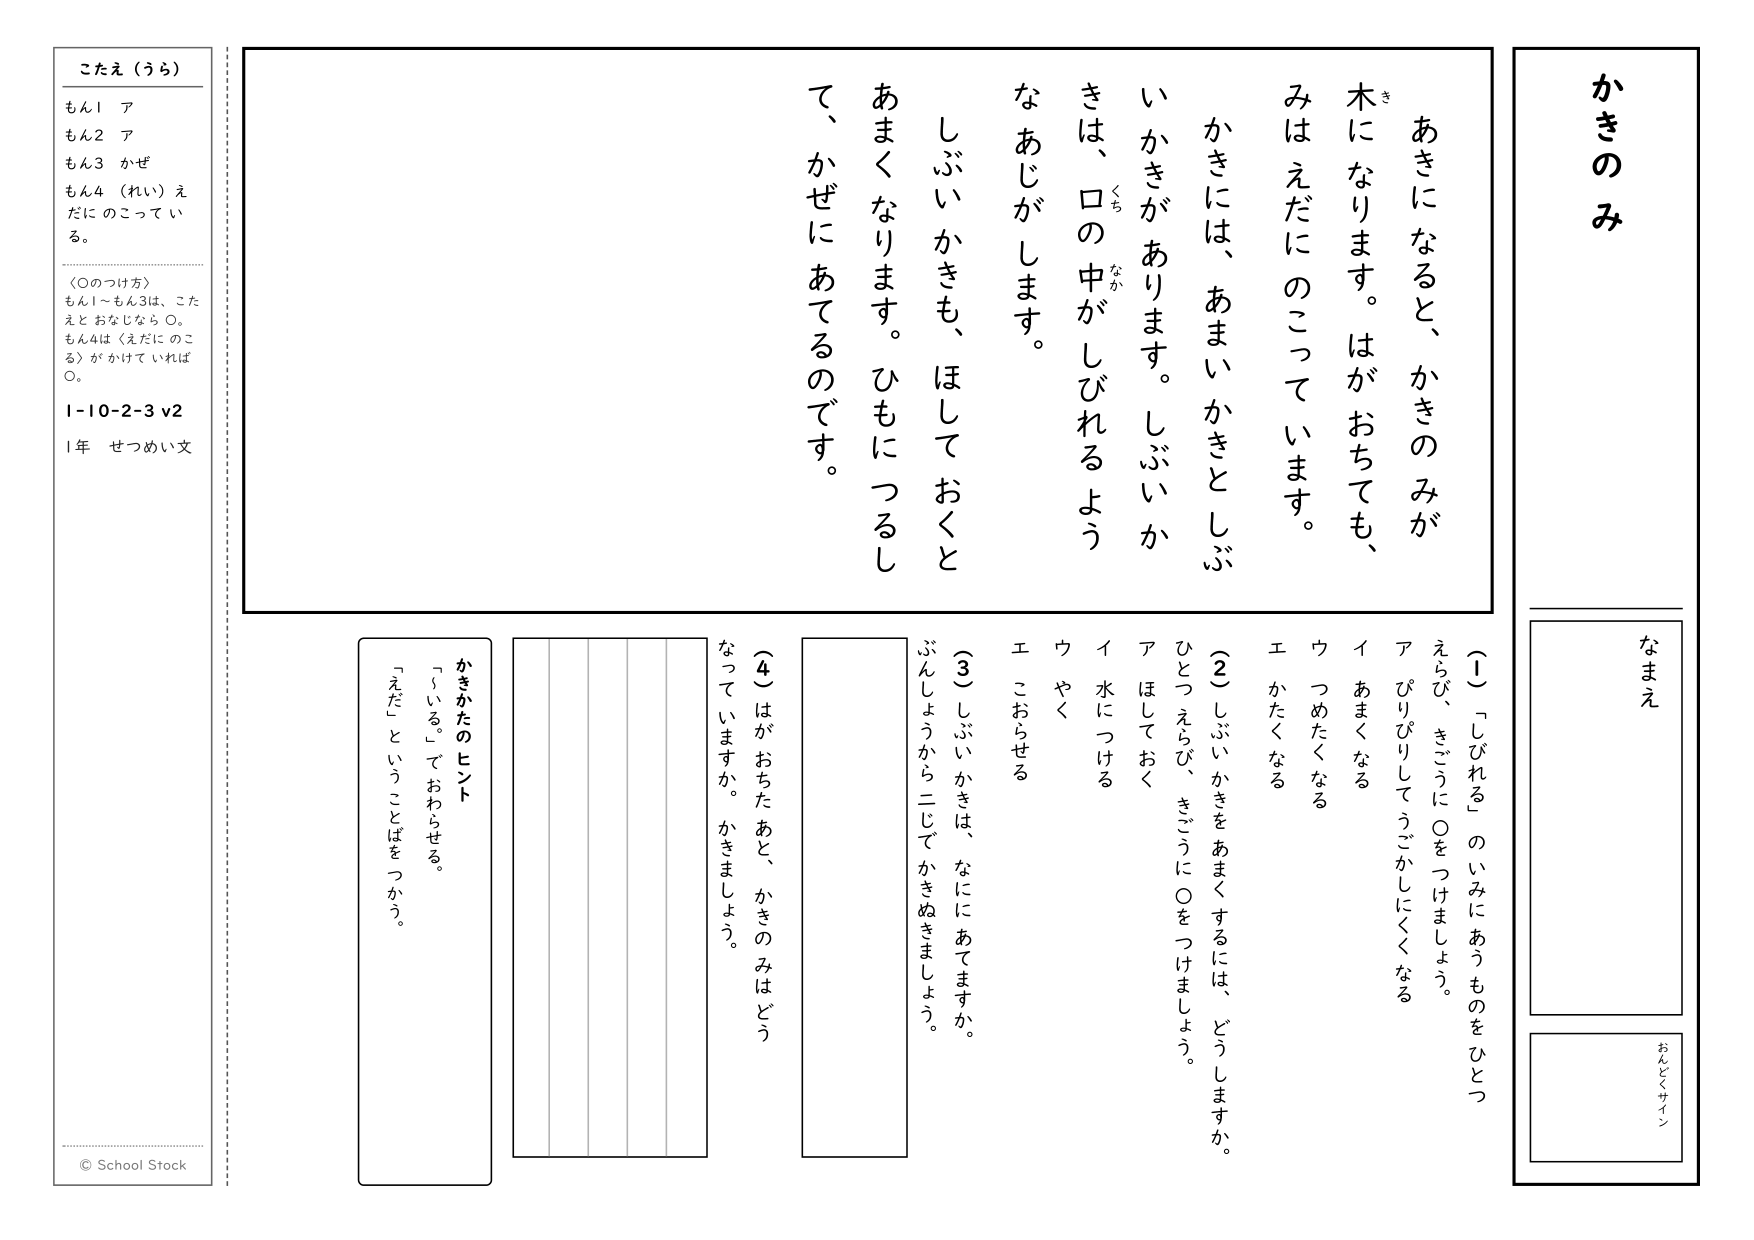 かきの み
なまえ
おんどくサイン
あきに なると、かきの みが
木に なります。はが おちても、
き
みは えだに のこって います。
かきには、あまい かきと しぶ
い かきが あります。しぶい か
きは、口の 中が しびれる よう
くち
なか
な あじが します。
しぶい かきも、ほして おくと
あまく なります。ひもに つるし
て、かぜに あてるのです。
(1)「しびれる」の いみに あう ものを ひとつ
えらび、きごうに ○を つけましょう。
ア ぴりぴりして うごかしにくく なる
イ あまく なる
ウ つめたく なる
エ かたく なる
(2) しぶい かきを あまく するには、どう しますか。
ひとつ えらび、きごうに ○を つけましょう。
ア ほして おく
イ 水に つける
ウ やく
エ こおらせる
(3) しぶい かきは、なにに あてますか。
ぶんしょうから 二じで かきぬきましょう。
(4) はが おちた あと、かきの みは どう
なって いますか。かきましょう。
かきかたの ヒント
「〜いる。」で おわらせる。
「えだ」と いう ことばを つかう。
こたえ(うら)
もん1 ア
もん2 ア
もん3 かぜ
もん4 (れい)え
だに のこって い
る。
〈○のつけ方〉
もん1〜もん3は、こた
えと おなじなら ○。
もん4は〈えだに のこ
る〉が かけて いれば
○。
1-10-2-3 v2
1年 せつめい文
© School Stock